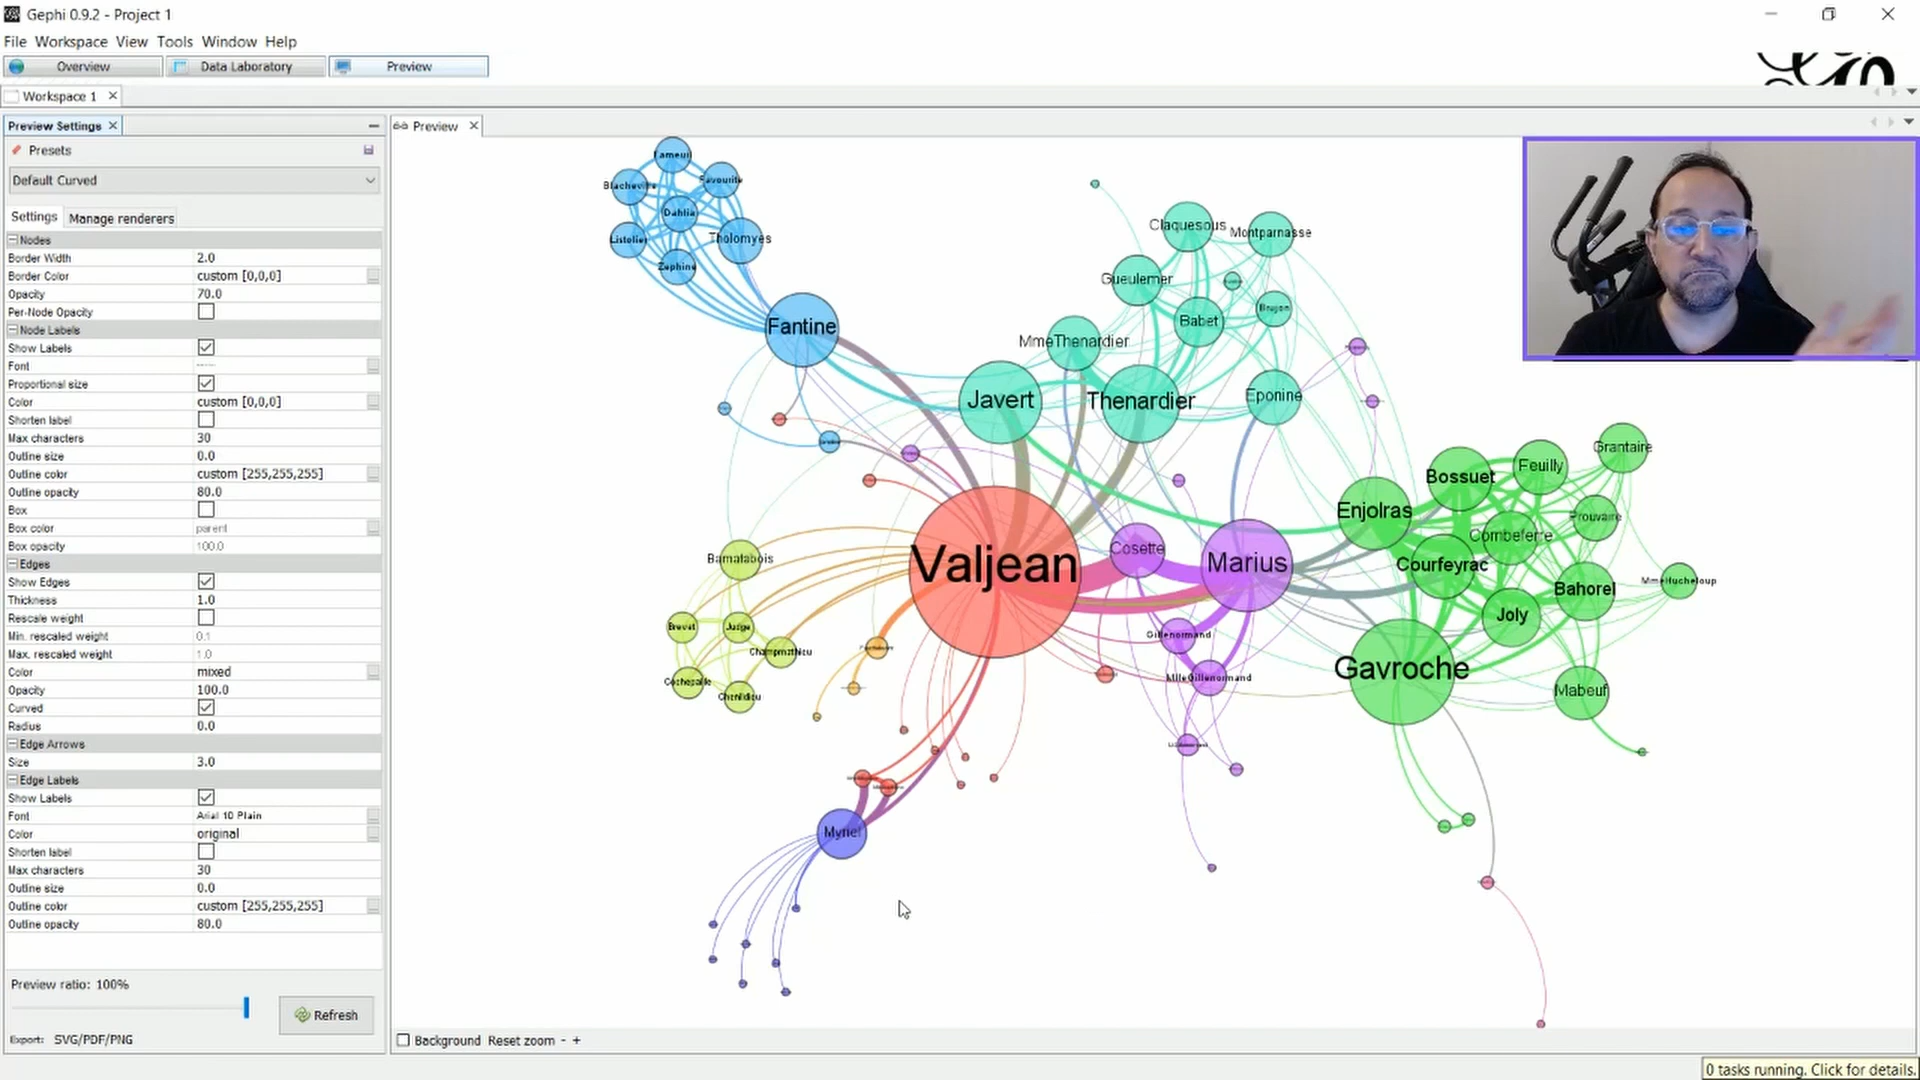 Gephi 0.9.2 - Project 1
File Workspace View Tools Window Help
Overview Data Laboratory Preview
Workspace 1
Preview Settings
Preview
Presets
Default Curved
Settings Manage renderers
Nodes
Border Width 2.0
Border Color custom [0,0,0]
Opacity 70.0
Per-Node Opacity
Node Labels
Show Labels
Font
Proportional size
Color custom [0,0,0]
Shorten label
Max characters 30
Outline size 0.0
Outline color custom [255,255,255]
Outline opacity 80.0
Box
Box color parent
Box opacity 100.0
Edges
Show Edges
Thickness 1.0
Rescale weight
Min. rescaled weight 0.1
Max. rescaled weight 1.0
Color mixed
Opacity 100.0
Curved
Radius 0.0
Edge Arrows
Size 3.0
Edge Labels
Show Labels
Font Arial 10 Plain
Color original
Shorten label
Max characters 30
Outline size 0.0
Outline color custom [255,255,255]
Outline opacity 80.0
Preview ratio: 100%
Refresh
Export: SVG/PDF/PNG
Fameuil
Blacheville
Favourite
Dahlia
Listolier
Tholomyes
Zephine
Fantine
Claquesous
Montparnasse
Gueulemer
Brujon
Babet
MmeThenardier
Javert
Thenardier
Eponine
Grantaire
Feuilly
Bossuet
Enjolras
Prouvaire
Combeferre
Cosette
Marius
Valjean
Bamatabois
Courfeyrac
MmeHucheloup
Bahorel
Joly
Brevet
Judge
Champmathieu
Gillenormand
Gavroche
MlleGillenormand
Cochepaille
Chenildieu
Mabeuf
Myriel
Background Reset zoom - +
0 tasks running. Click for details.